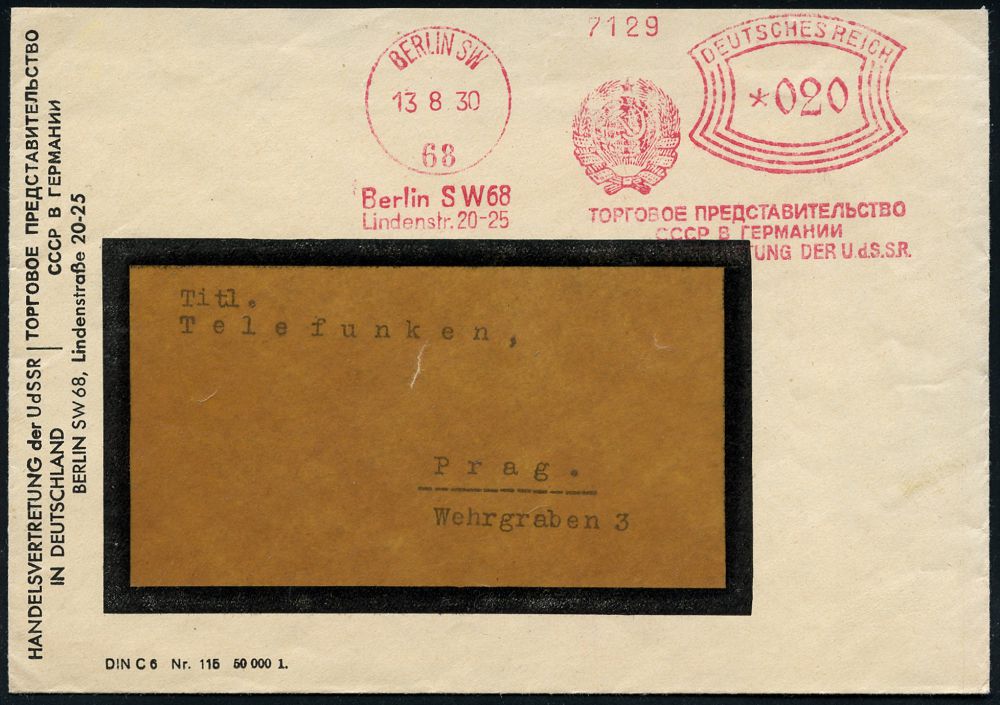 HANDELSVERTRETUNG der UdSSR | ТОРГОВОЕ ПРЕДСТАВИТЕЛЬСТВО
IN DEUTSCHLAND СССР В ГЕРМАНИИ
BERLIN SW 68, Lindenstraße 20-25
BERLIN SW
13 8 30
68
Berlin SW68
Lindenstr. 20-25
7129
DEUTSCHES REICH
*020
ТОРГОВОЕ ПРЕДСТАВИТЕЛЬСТВО
СССР В ГЕРМАНИИ
TUNG DER U.d.S.S.R.
Titl.
Telefunken,
Prag.
Wehrgraben 3
DIN C 6 Nr. 115 50 000 1.